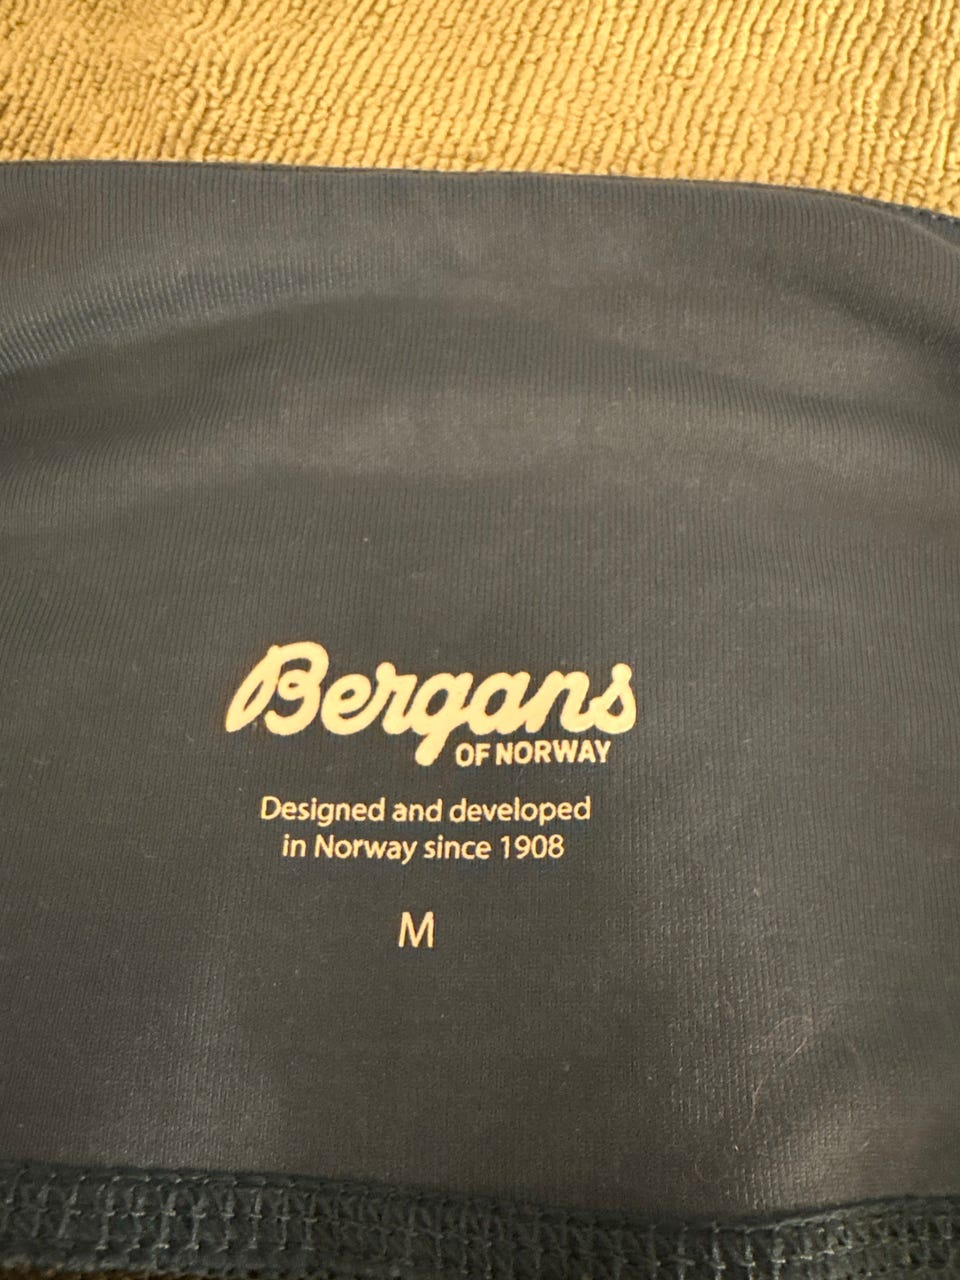 Bergans
OF NORWAY
Designed and developed
in Norway since 1908
M